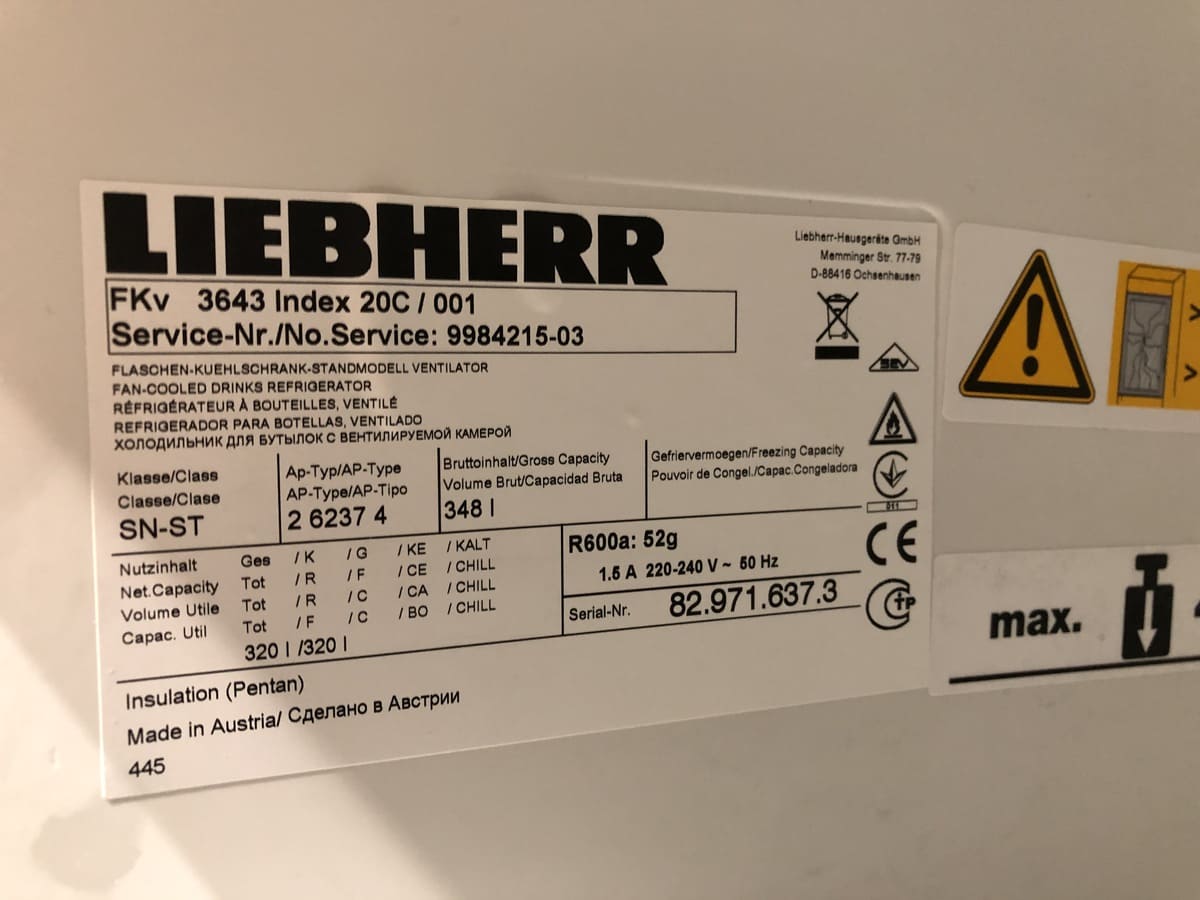 LIEBHERR
Liebherr-Hausgeräte GmbH
Memminger Str. 77-79
D-88416 Ochsenhausen
FKv 3643 Index 20C / 001
Service-Nr./No.Service: 9984215-03
FLASCHEN-KUEHLSCHRANK-STANDMODELL VENTILATOR
FAN-COOLED DRINKS REFRIGERATOR
RÉFRIGÉRATEUR À BOUTEILLES, VENTILÉ
REFRIGERADOR PARA BOTELLAS, VENTILADO
ХОЛОДИЛЬНИК ДЛЯ БУТЫЛОК С ВЕНТИЛИРУЕМОЙ КАМЕРОЙ
SEV
Klasse/Class
Classe/Clase
SN-ST
Ap-Typ/AP-Type
AP-Type/AP-Tipo
2 6237 4
Bruttoinhalt/Gross Capacity
Volume Brut/Capacidad Bruta
348 l
Gefriervermoegen/Freezing Capacity
Pouvoir de Congel./Capac.Congeladora
011
Nutzinhalt Ges / K / G / KE / KALT
Net.Capacity Tot / R / F / CE / CHILL
Volume Utile Tot / R / C / CA / CHILL
Capac. Util Tot / F / C / BO / CHILL
320 l /320 l
R600a: 52g
1.5 A 220-240 V ~ 50 Hz
Serial-Nr. 82.971.637.3
CE
Insulation (Pentan)
Made in Austria/ Сделано в Австрии
445
max.